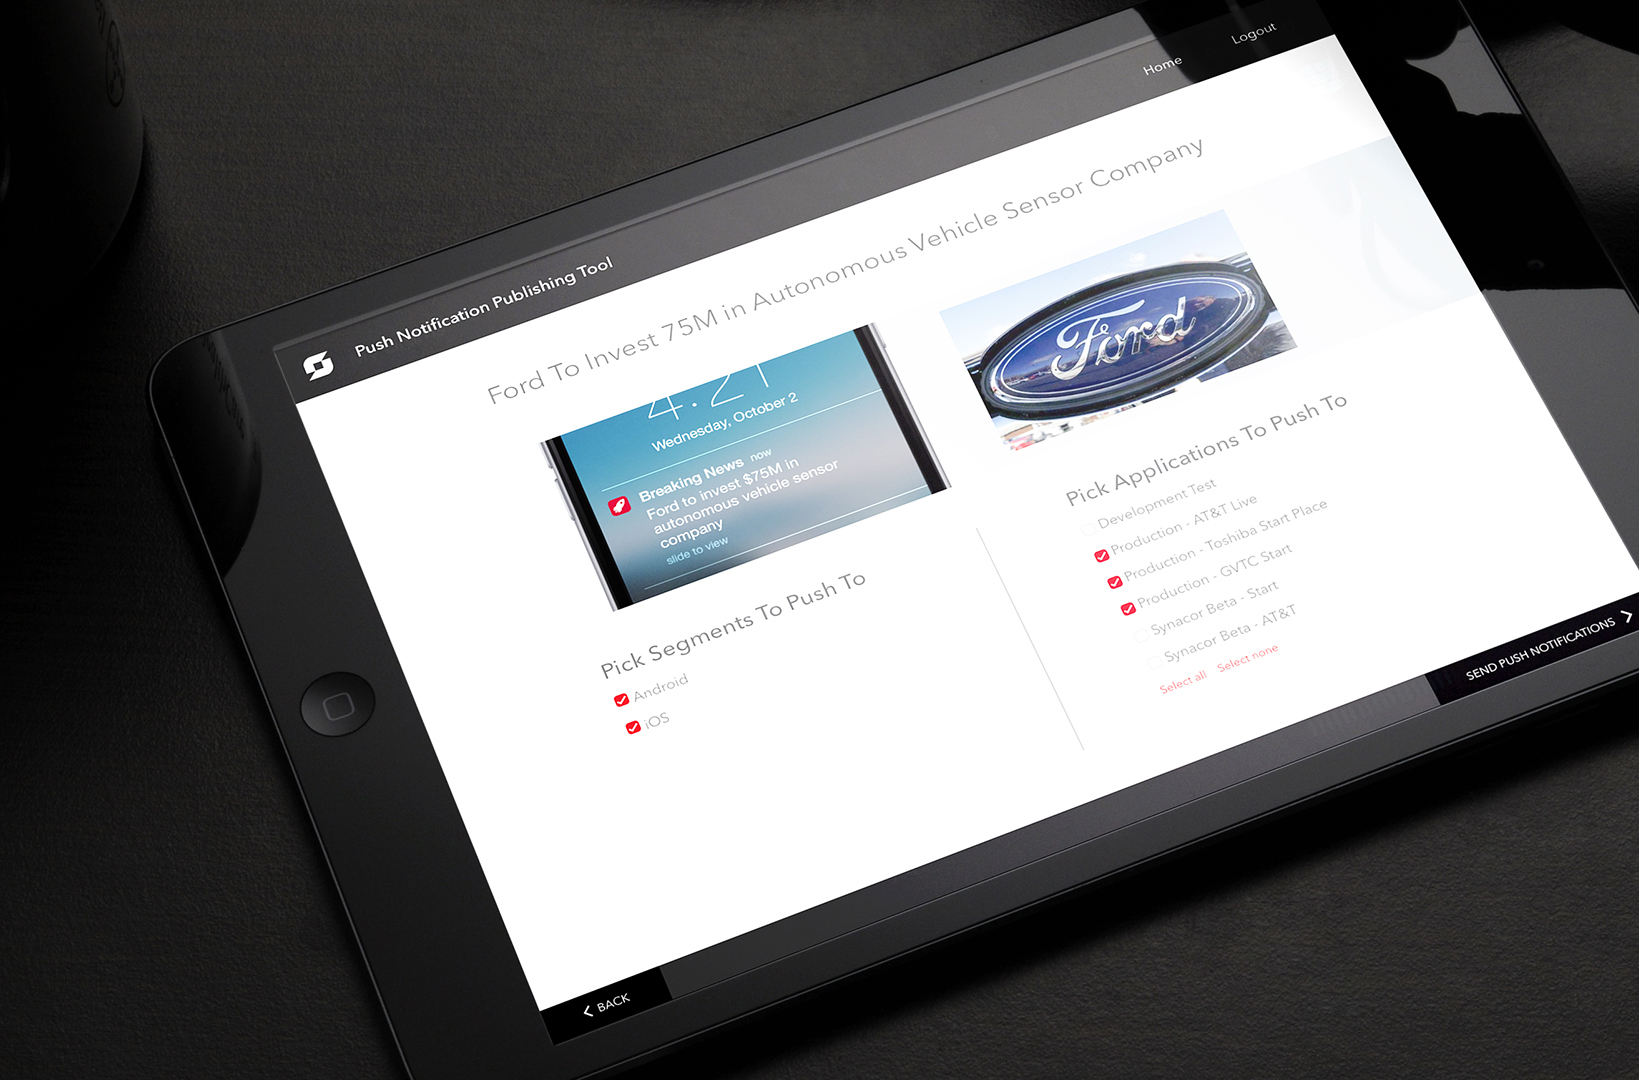 Logout
Home
Push Notification Publishing Tool
Ford To Invest 75M in Autonomous Vehicle Sensor Company
4:21
Wednesday, October 2
Breaking News now
Ford to invest $75M in
autonomous vehicle sensor
company
slide to view
Ford
Pick Segments To Push To
Android
iOS
Pick Applications To Push To
Development Test
Production - AT&T Live
Production - Toshiba Start Place
Production - GVTC Start
Synacor Beta - Start
Synacor Beta - AT&T
Select all Select none
BACK
SEND PUSH NOTIFICATIONS